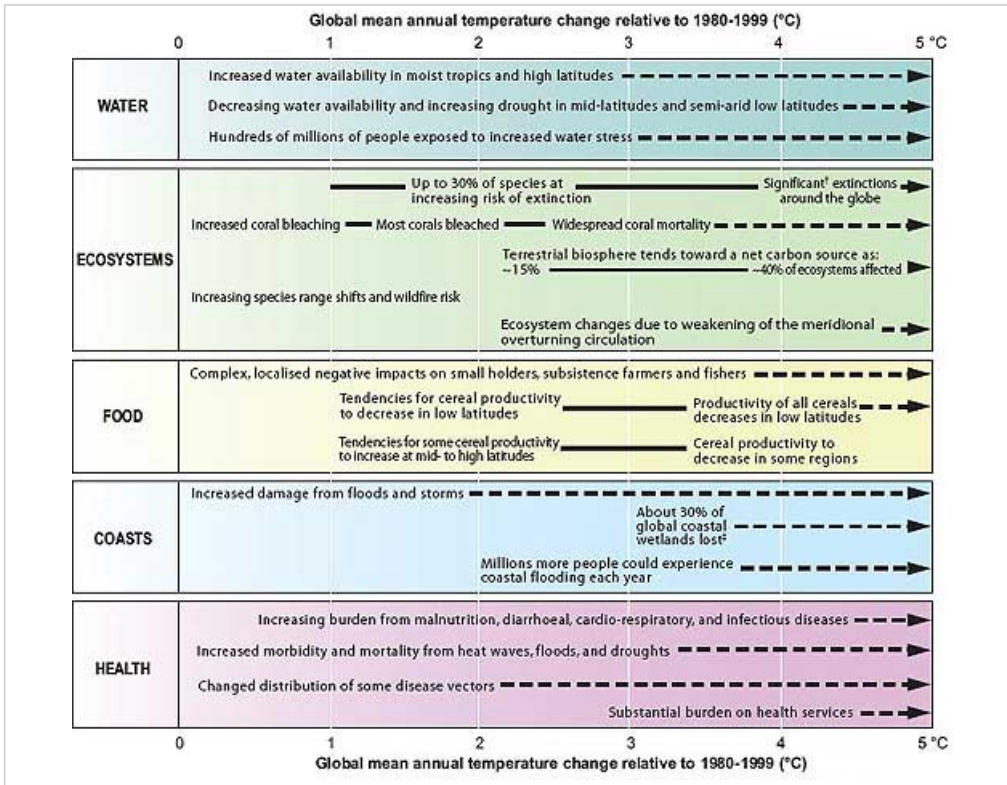 Global mean annual temperature change relative to 1980-1999 (°C)
0 1 2 3 4 5 °C
WATER
Increased water availability in moist tropics and high latitudes
Decreasing water availability and increasing drought in mid-latitudes and semi-arid low latitudes
Hundreds of millions of people exposed to increased water stress
ECOSYSTEMS
Up to 30% of species at
increasing risk of extinction
Significant† extinctions
around the globe
Increased coral bleaching Most corals bleached Widespread coral mortality
Terrestrial biosphere tends toward a net carbon source as:
~15% ~40% of ecosystems affected
Increasing species range shifts and wildfire risk
Ecosystem changes due to weakening of the meridional
overturning circulation
FOOD
Complex, localised negative impacts on small holders, subsistence farmers and fishers
Tendencies for cereal productivity
to decrease in low latitudes
Productivity of all cereals
decreases in low latitudes
Tendencies for some cereal productivity
to increase at mid- to high latitudes
Cereal productivity to
decrease in some regions
COASTS
Increased damage from floods and storms
About 30% of
global coastal
wetlands lost‡
Millions more people could experience
coastal flooding each year
HEALTH
Increasing burden from malnutrition, diarrhoeal, cardio-respiratory, and infectious diseases
Increased morbidity and mortality from heat waves, floods, and droughts
Changed distribution of some disease vectors
Substantial burden on health services
0 1 2 3 4 5 °C
Global mean annual temperature change relative to 1980-1999 (°C)